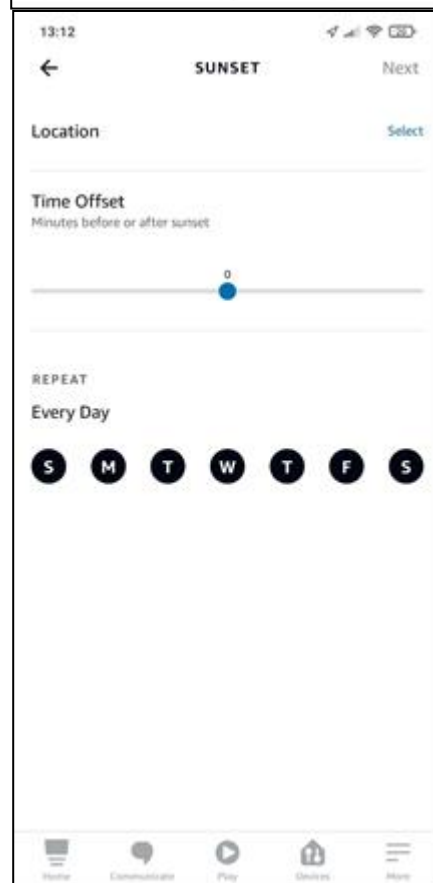 13:12
SUNSET Next
Location Select
Time Offset
Minutes before or after sunset
0
REPEAT
Every Day
S M T W T F S
Home Communicate Play Devices More